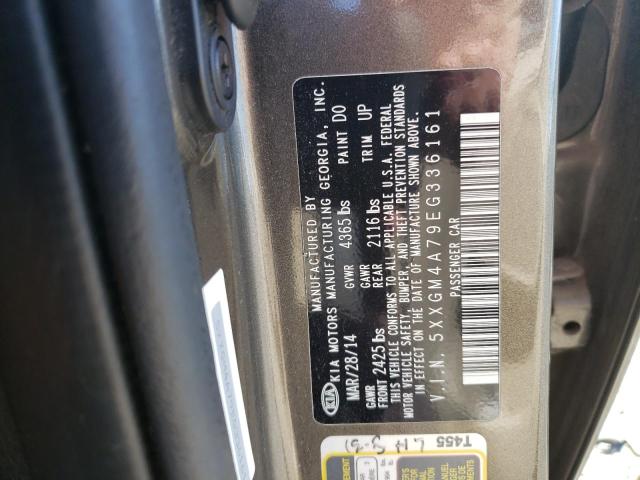 KIA
MANUFACTURED BY
KIA MOTORS MANUFACTURING GEORGIA, INC.
MAR/28/14 GVWR 4365 lbs PAINT DO
GAWR GAWR TRIM UP
FRONT 2425 lbs REAR 2116 lbs
THIS VEHICLE CONFORMS TO ALL APPLICABLE U.S.A. FEDERAL
MOTOR VEHICLE SAFETY, BUMPER, AND THEFT PREVENTION STANDARDS
IN EFFECT ON THE DATE OF MANUFACTURE SHOWN ABOVE.
V.I.N. 5XXGM4A79EG336161
PASSENGER CAR
T455